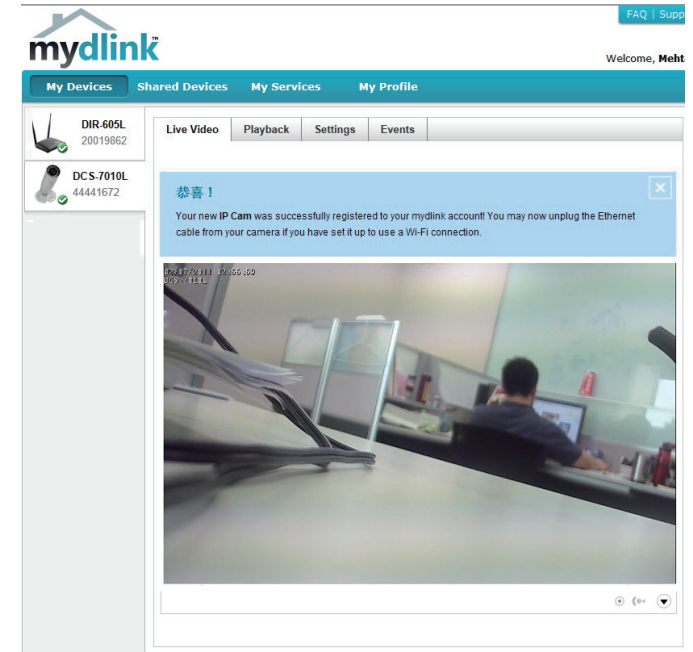 FAQ | Supp
mydlink
Welcome, Mehta
My Devices Shared Devices My Services My Profile
DIR-605L
20019862
Live Video Playback Settings Events
DCS-7010L
44441672
恭喜！
Your new IP Cam was successfully registered to your mydlink account! You may now unplug the Ethernet
cable from your camera if you have set it up to use a Wi-Fi connection.